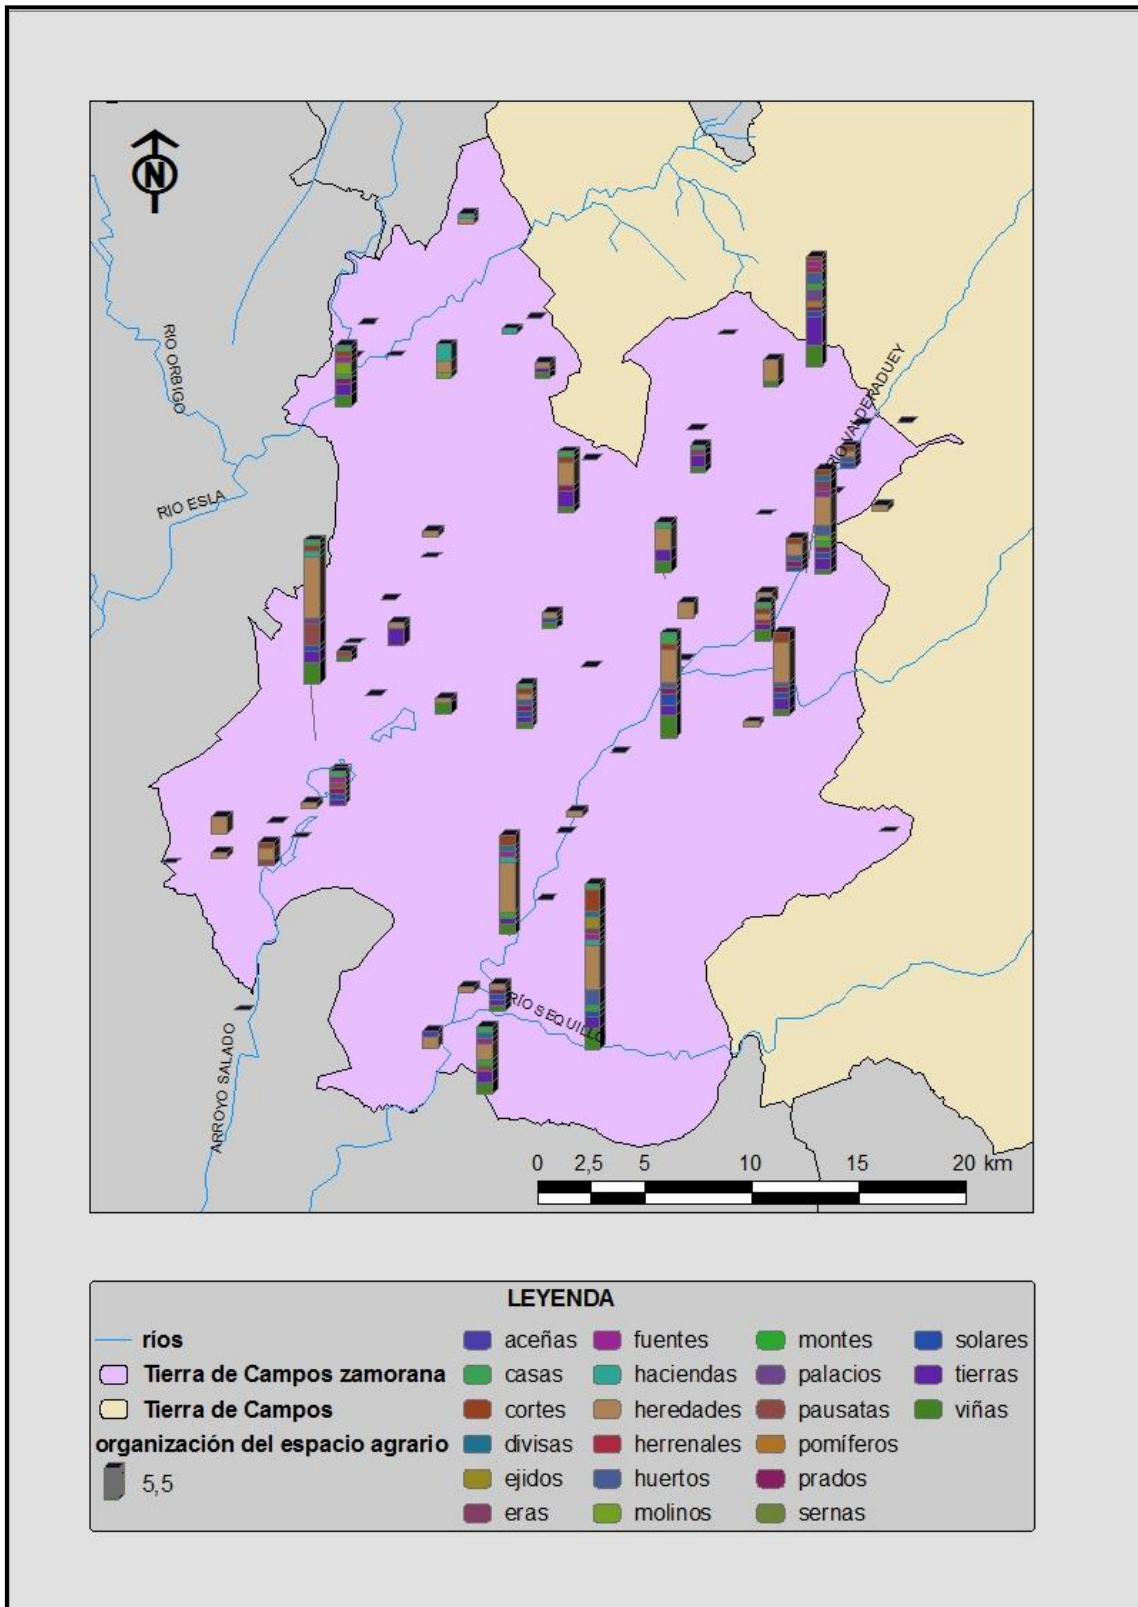 N
RIO ORBIGO
RIO VALDERADUEY
RIO ESLA
RÍO SEQUILLO
ARROYO SALADO
0 2,5 5 10 15 20 km
LEYENDA
ríos
Tierra de Campos zamorana
Tierra de Campos
organización del espacio agrario
5,5
aceñas
casas
cortes
divisas
ejidos
eras
fuentes
haciendas
heredades
herrenales
huertos
molinos
montes
palacios
pausatas
pomíferos
prados
sernas
solares
tierras
viñas